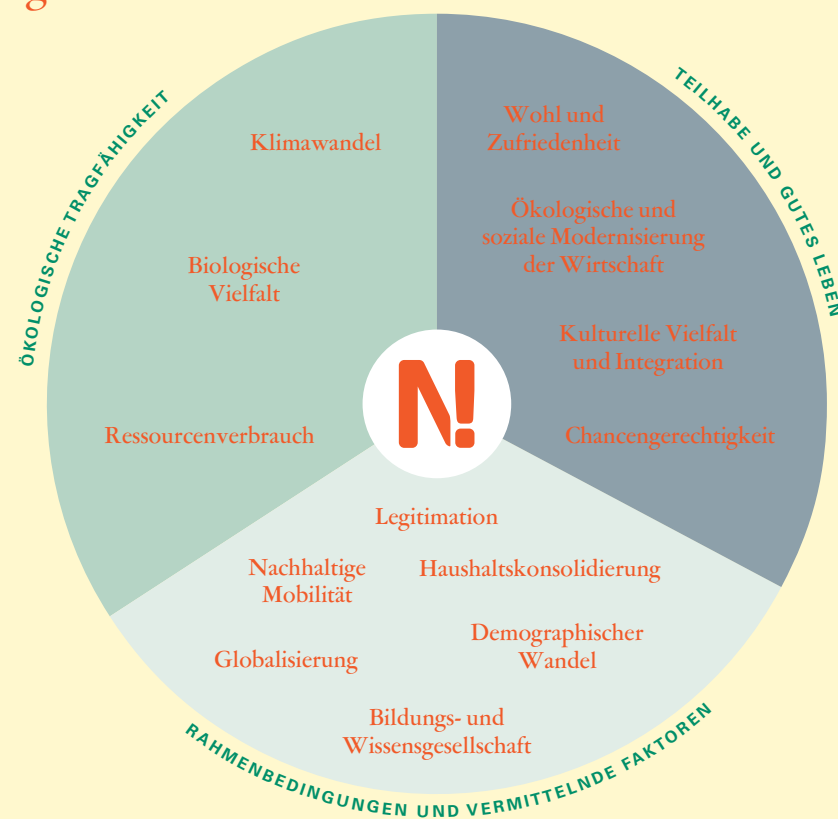 g
ÖKOLOGISCHE TRAGFÄHIGKEIT
Klimawandel
Biologische
Vielfalt
Ressourcenverbrauch
TEILHABE UND GUTES LEBEN
Wohl und
Zufriedenheit
Ökologische und
soziale Modernisierung
der Wirtschaft
Kulturelle Vielfalt
und Integration
Chancengerechtigkeit
N!
Legitimation
Nachhaltige
Mobilität
Haushaltskonsolidierung
Globalisierung
Demographischer
Wandel
Bildungs- und
Wissensgesellschaft
RAHMENBEDINGUNGEN UND VERMITTELNDE FAKTOREN